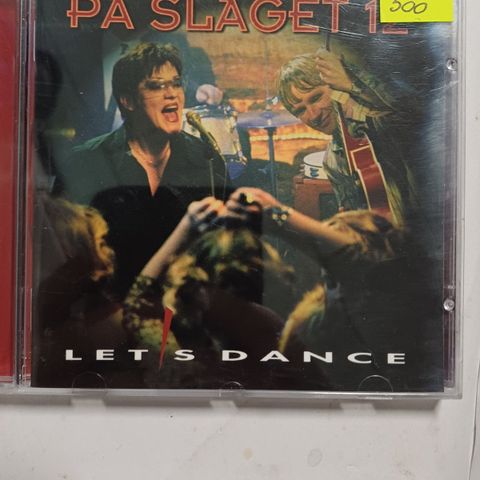 PÅ SLAGET 12
500
LET'S DANCE